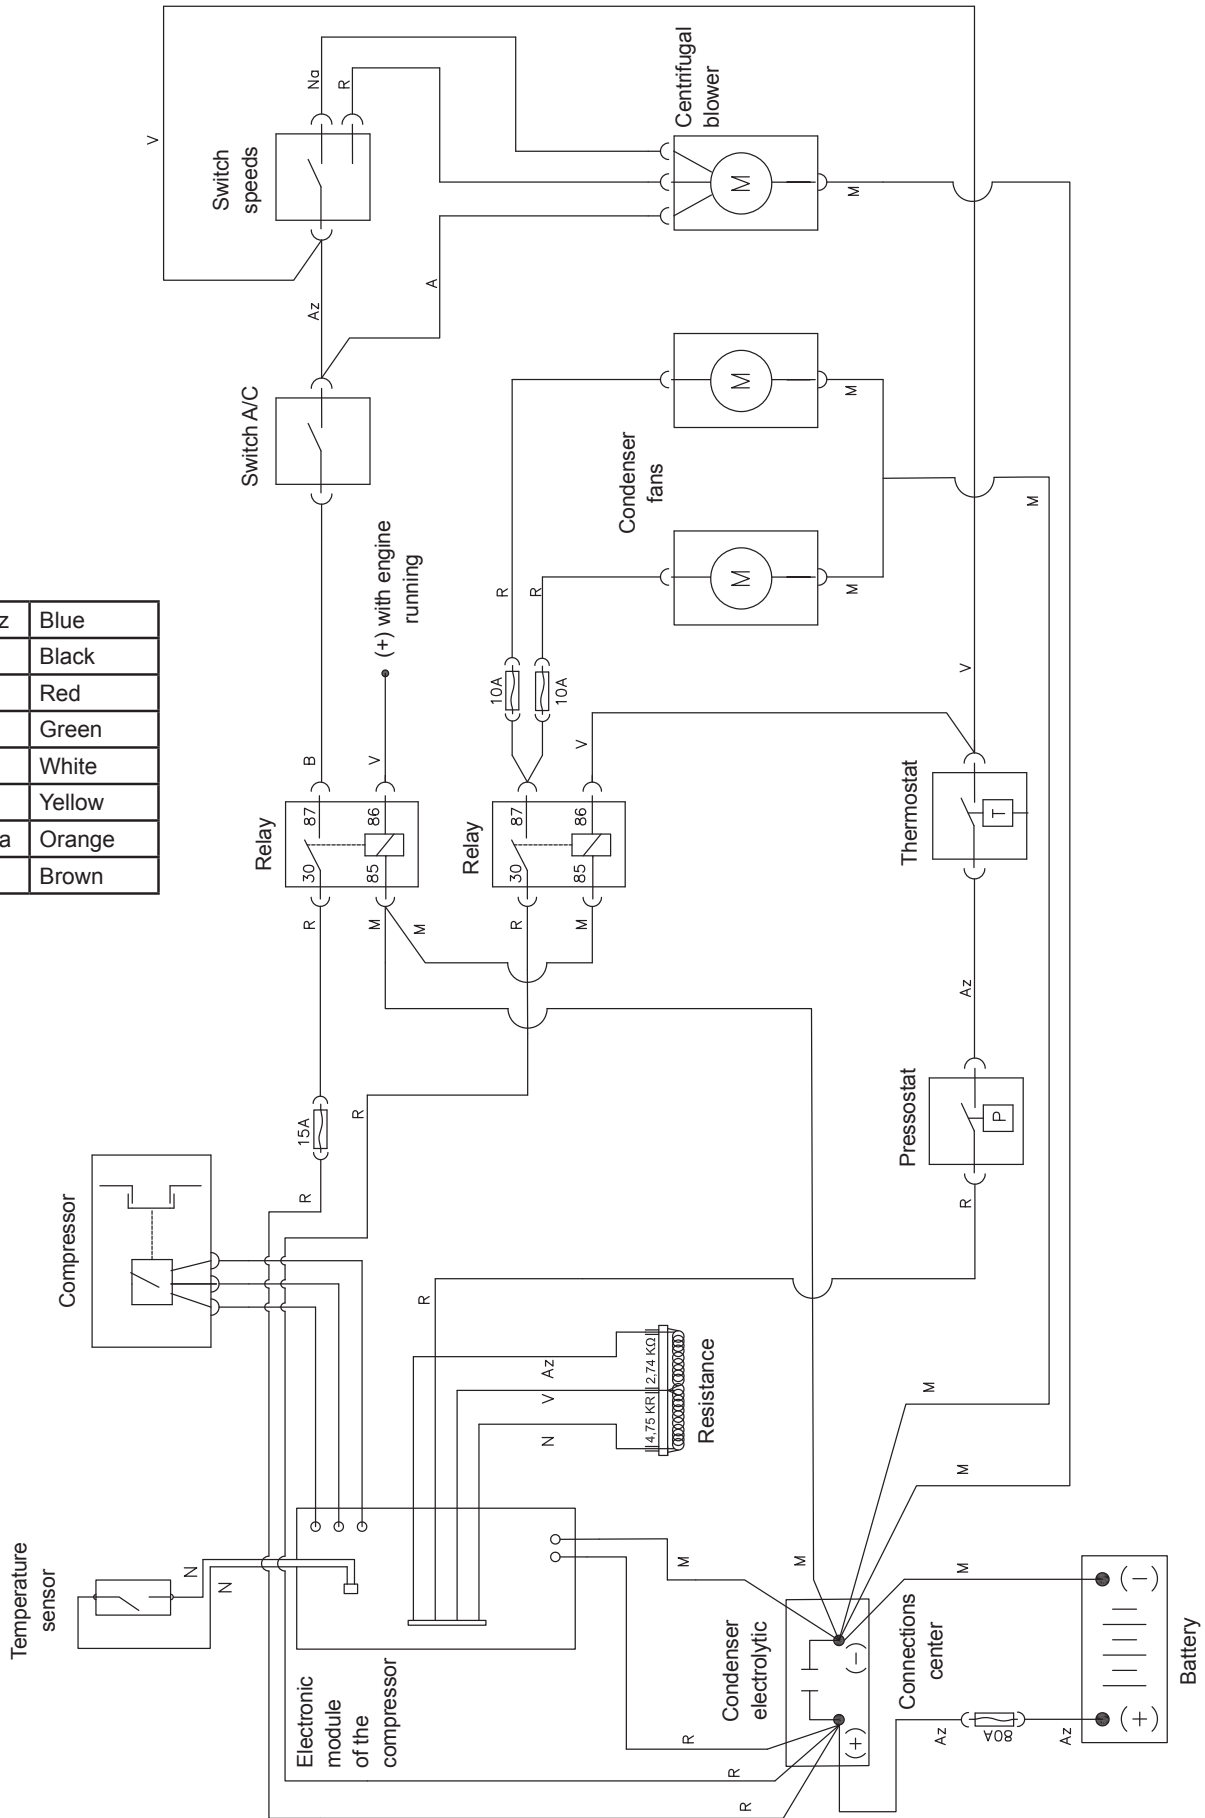 z Blue
Black
Red
Green
White
Yellow
a Orange
Brown
V
Na
R
Switch
speeds
Centrifugal
blower
M
M
Az
A
Switch A/C
M
M
Condenser
fans
M
M
M
(+) with engine
running
R
R
10A
10A
B
V
V
V
Relay
87
86
30
85
Relay
87
86
30
85
R
M
M
R
M
Thermostat
T
Az
Pressostat
P
R
15A
R
R
Compressor
R
Az
V
N
4,75 KR
2,74 KΩ
Resistance
M
M
Temperature
sensor
N
N
Electronic
module
of the
compressor
M
M
M
Condenser
electrolytic
(-)
(+)
Connections
center
R
R
R
Az
80A
Az
(-)
(+)
Battery